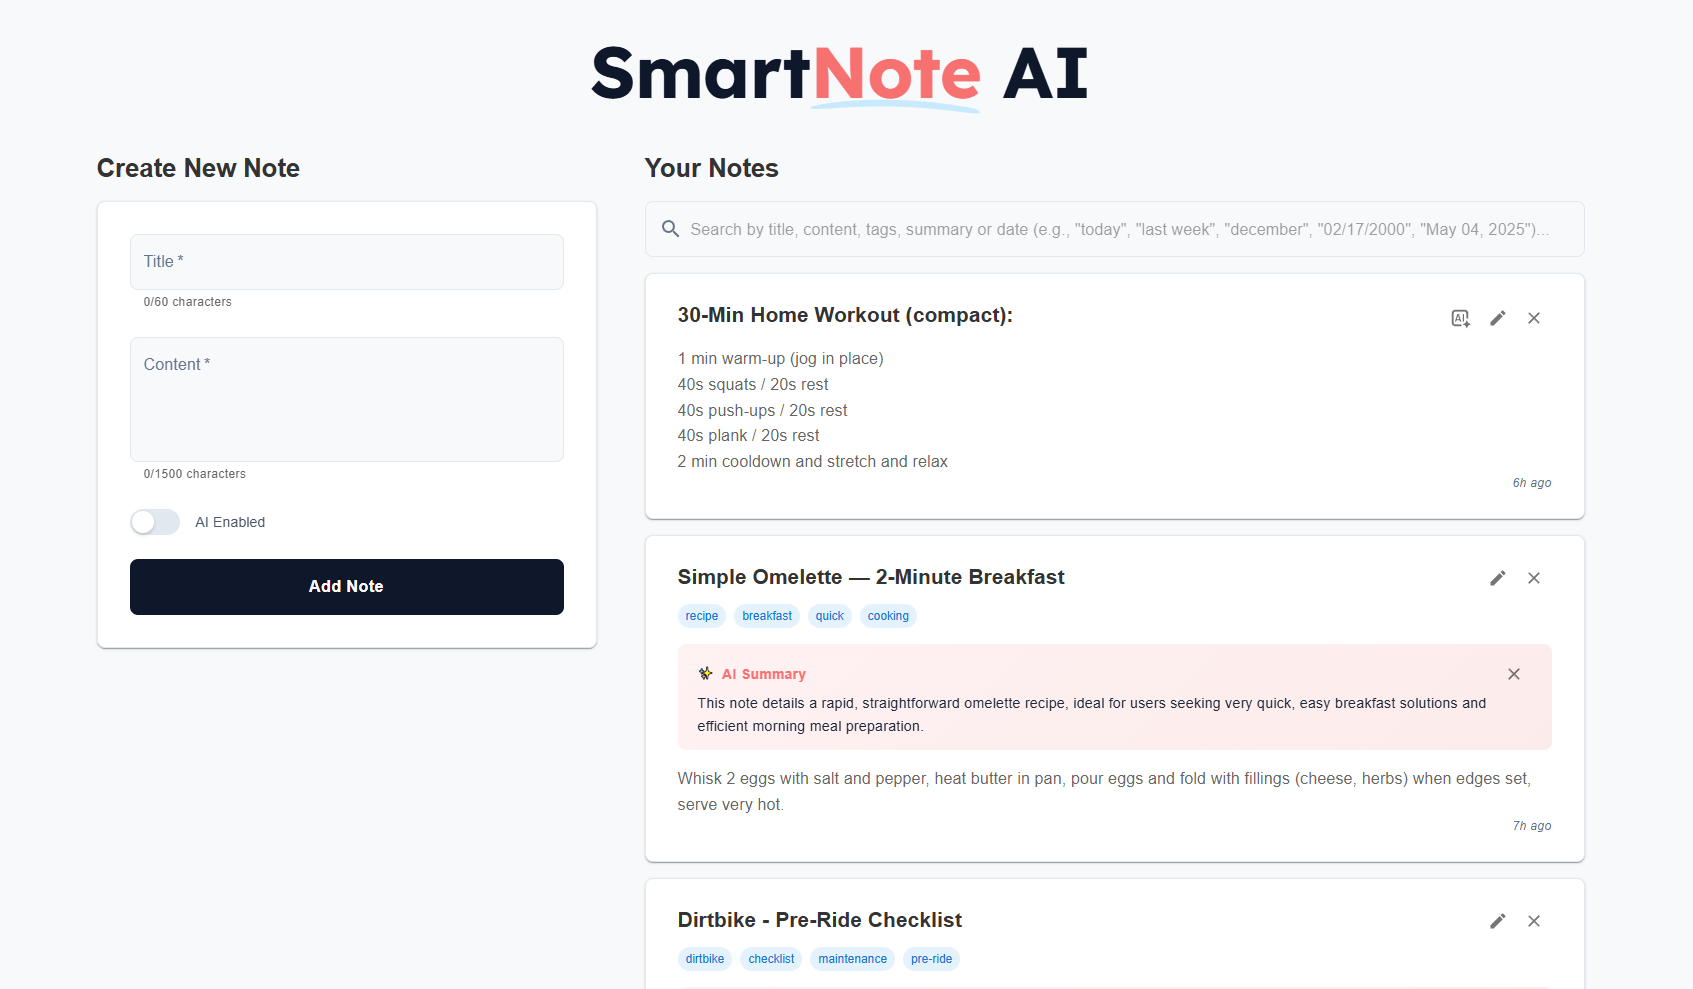 SmartNote AI
Create New Note
Title *
0/60 characters
Content *
0/1500 characters
AI Enabled
Add Note
Your Notes
Search by title, content, tags, summary or date (e.g., "today", "last week", "december", "02/17/2000", "May 04, 2025")...
30-Min Home Workout (compact):
AI
1 min warm-up (jog in place)
40s squats / 20s rest
40s push-ups / 20s rest
40s plank / 20s rest
2 min cooldown and stretch and relax
6h ago
Simple Omelette — 2-Minute Breakfast
recipe breakfast quick cooking
AI Summary
This note details a rapid, straightforward omelette recipe, ideal for users seeking very quick, easy breakfast solutions and
efficient morning meal preparation.
Whisk 2 eggs with salt and pepper, heat butter in pan, pour eggs and fold with fillings (cheese, herbs) when edges set,
serve very hot.
7h ago
Dirtbike - Pre-Ride Checklist
dirtbike checklist maintenance pre-ride